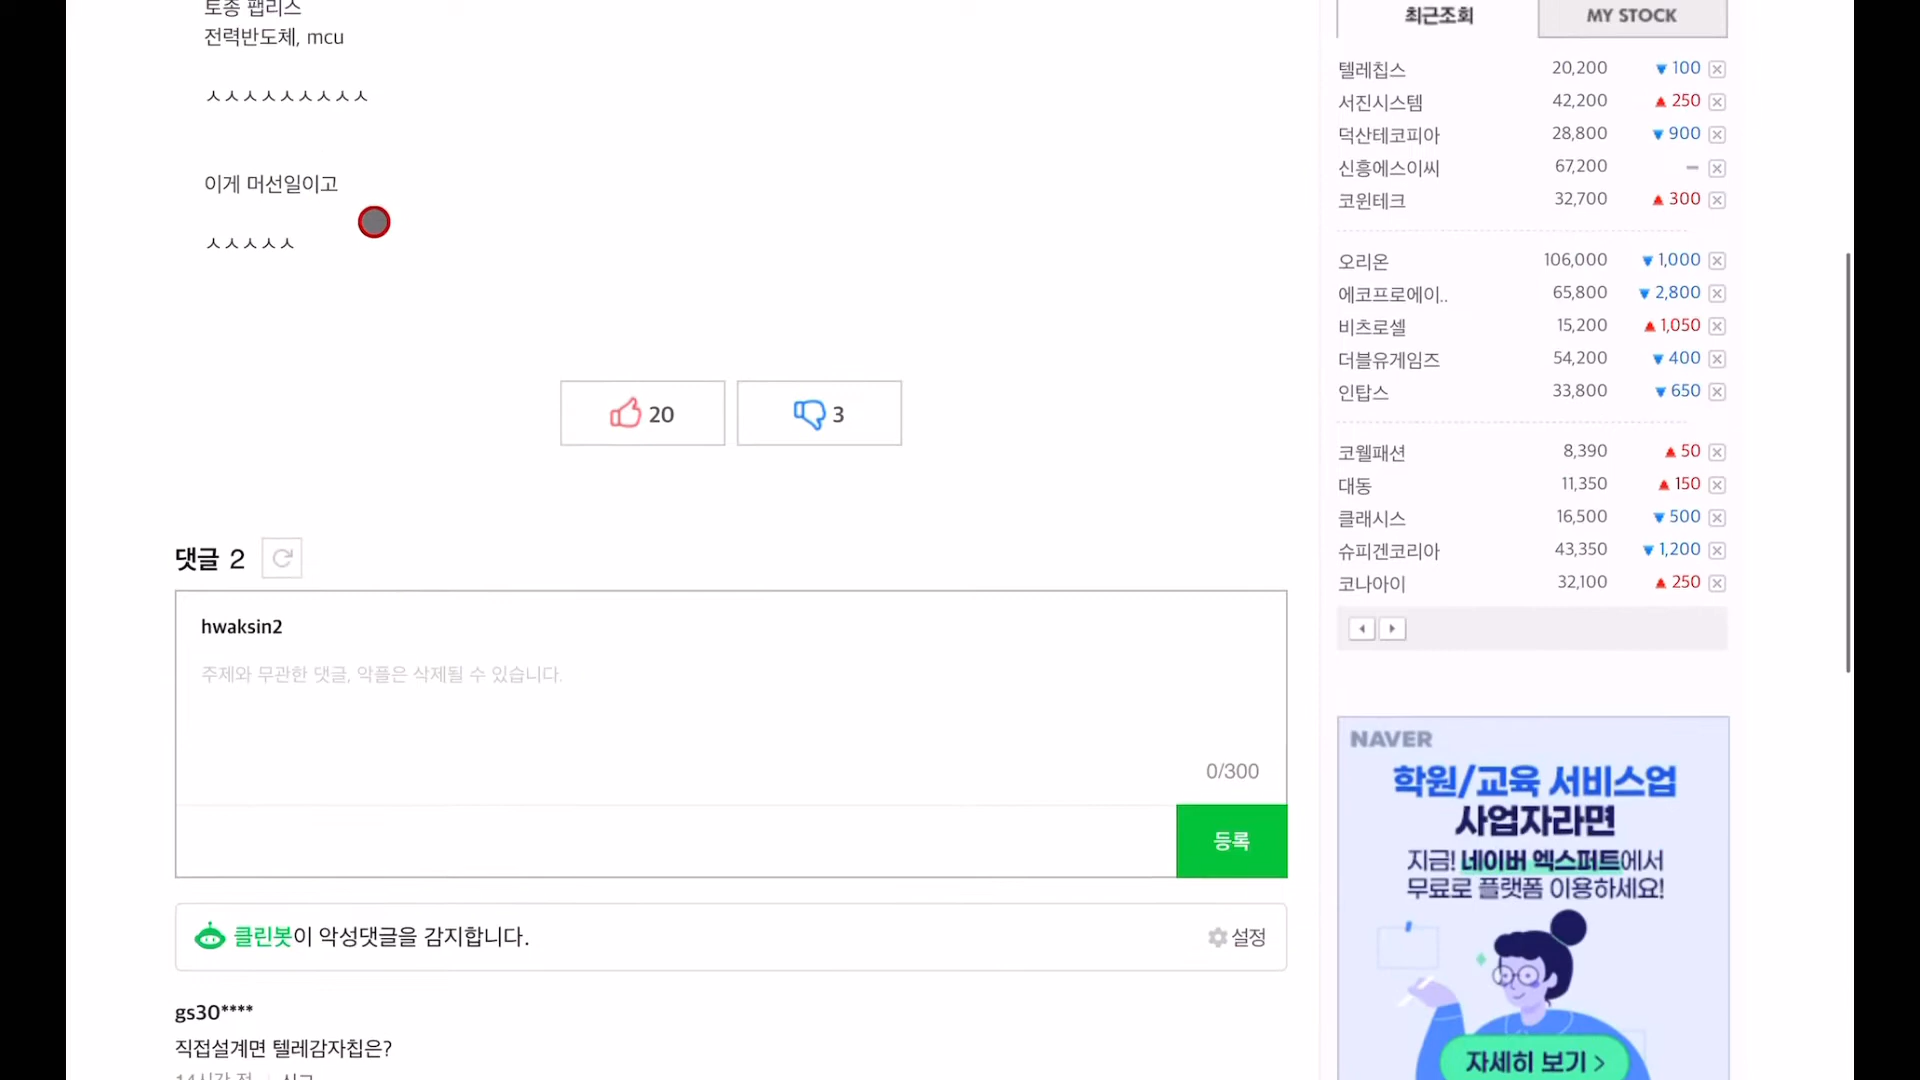 토종 팹리스
전력반도체, mcu
ㅅㅅㅅㅅㅅㅅㅅㅅㅅ
이게 머선일이고
ㅅㅅㅅㅅㅅ
20
3
댓글 2
hwaksin2
주제와 무관한 댓글, 악플은 삭제될 수 있습니다.
0/300
등록
클린봇이 악성댓글을 감지합니다.
설정
gs30****
직접설계면 텔레감자칩은?
14시간 전 신고
최근조회 MY STOCK
텔레칩스 20,200 ▼100
서진시스템 42,200 ▲250
덕산테코피아 28,800 ▼900
신흥에스이씨 67,200 –
코윈테크 32,700 ▲300
오리온 106,000 ▼1,000
에코프로에이.. 65,800 ▼2,800
비츠로셀 15,200 ▲1,050
더블유게임즈 54,200 ▼400
인탑스 33,800 ▼650
코웰패션 8,390 ▲50
대동 11,350 ▲150
클래시스 16,500 ▼500
슈피겐코리아 43,350 ▼1,200
코나아이 32,100 ▲250
NAVER
학원/교육 서비스업
사업자라면
지금! 네이버 엑스퍼트에서
무료로 플랫폼 이용하세요!
자세히 보기 >